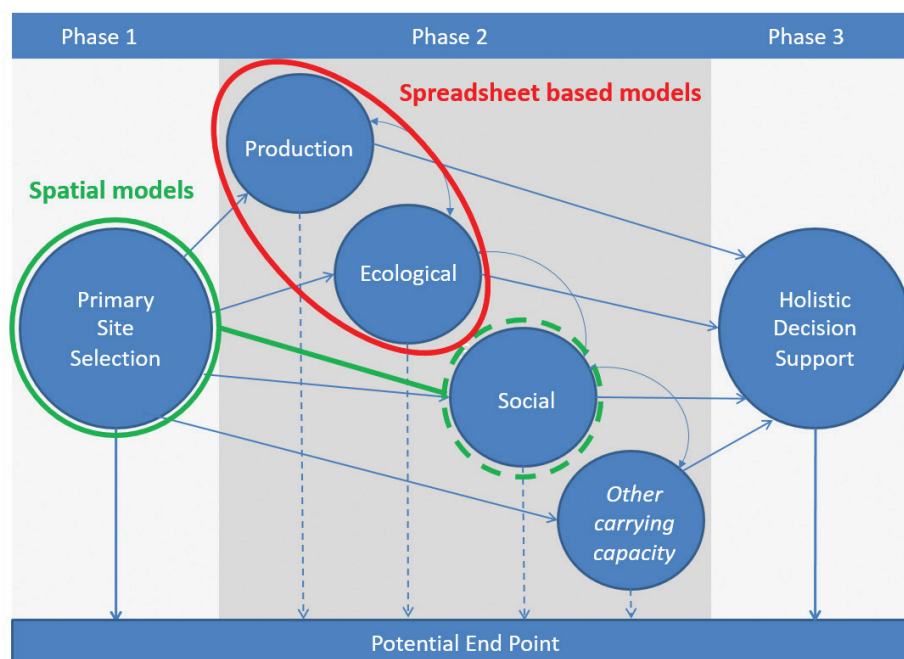 Phase 1
Phase 2
Phase 3
Spreadsheet based models
Production
Spatial models
Ecological
Primary
Site
Selection
Holistic
Decision
Support
Social
Other
carrying
capacity
Potential End Point